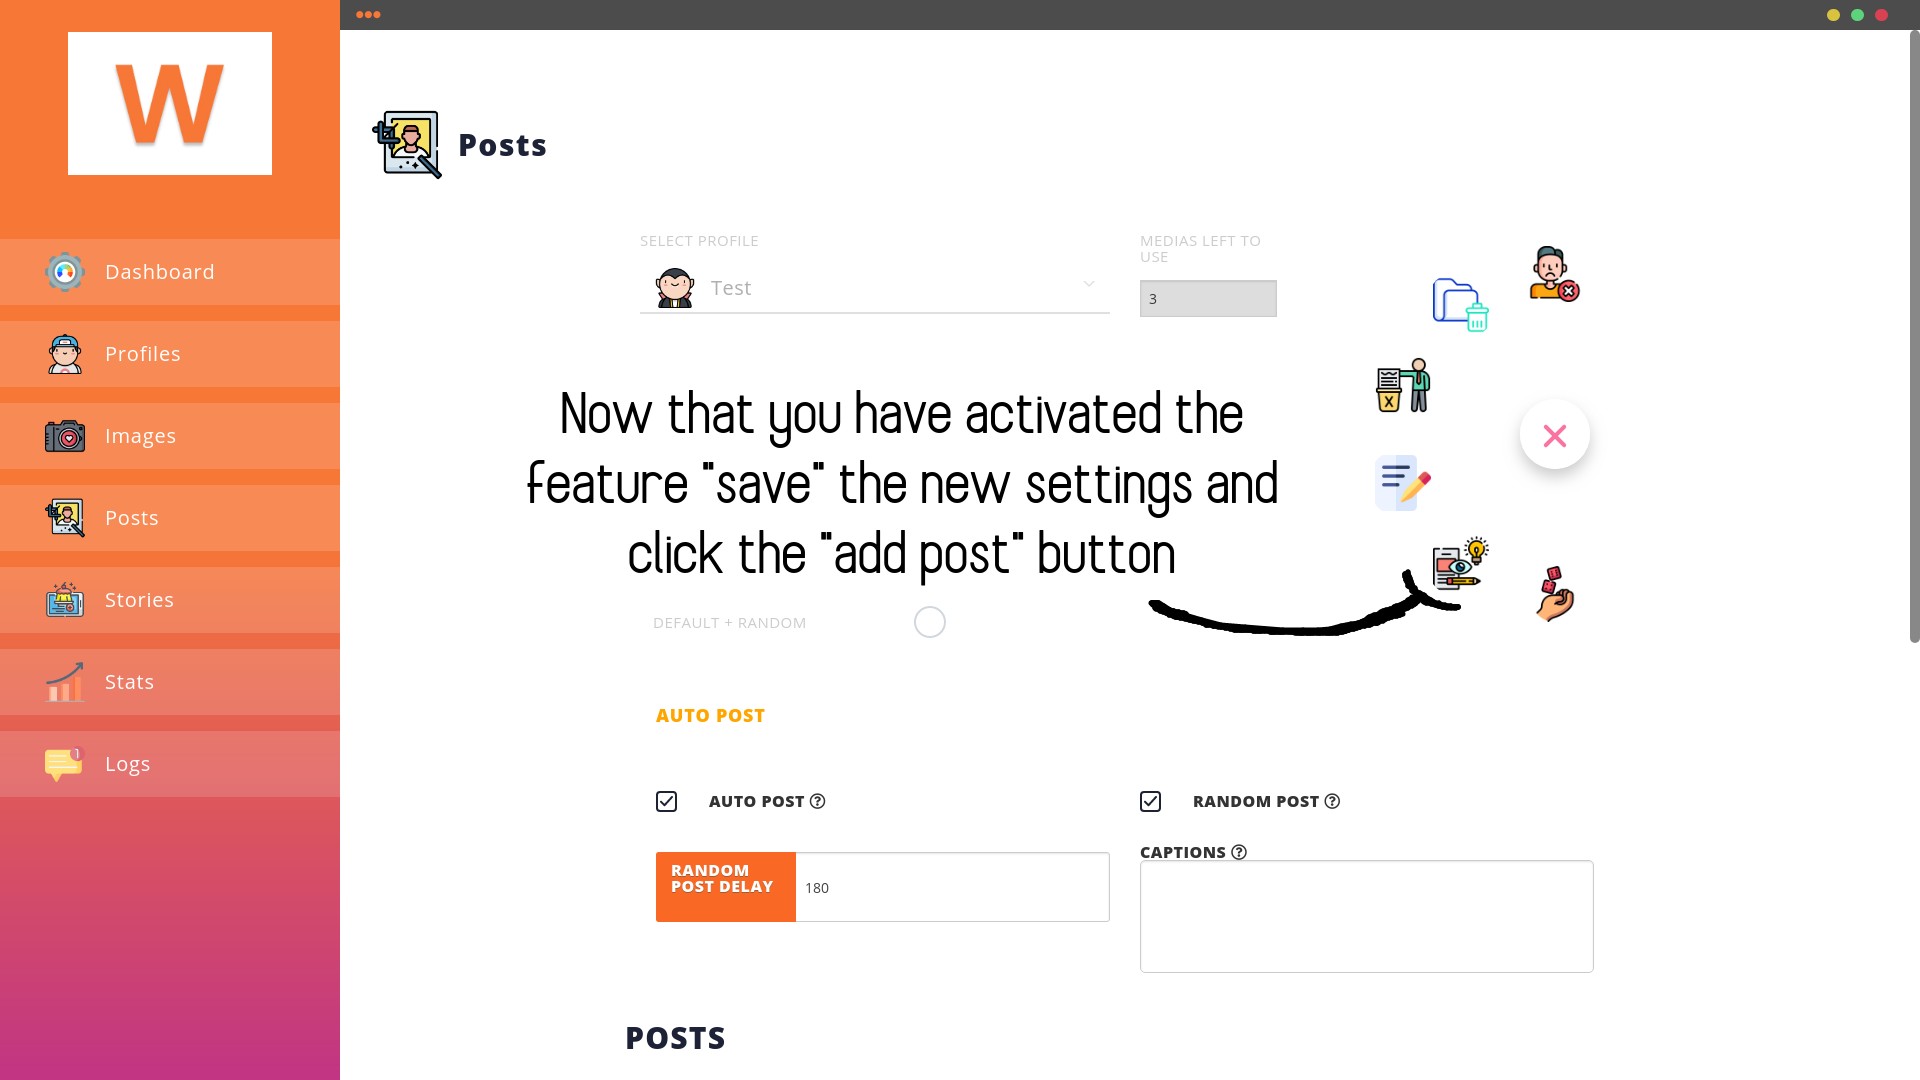 W
Posts
Dashboard
Profiles
Images
Posts
Stories
Stats
1
Logs
SELECT PROFILE
Test
MEDIAS LEFT TO
USE
3
Now that you have activated the
feature "save" the new settings and
click the "add post" button
DEFAULT + RANDOM
AUTO POST
AUTO POST
RANDOM POST
RANDOM
POST DELAY
180
CAPTIONS
POSTS